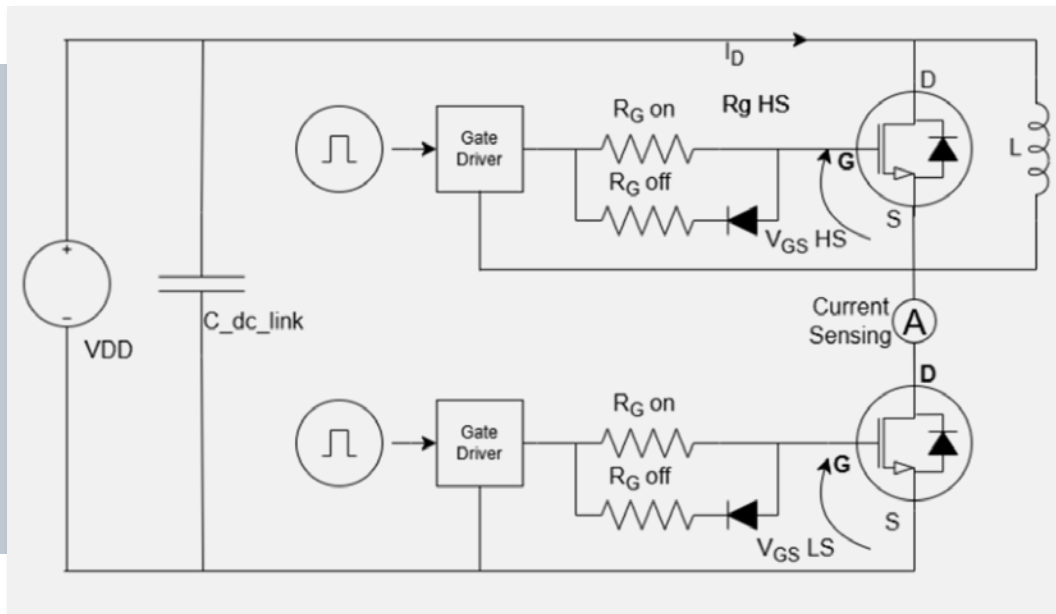 I_D
D
R_G on
Rg HS
Gate
Driver
L
G
R_G off
S
V_GS HS
+
−
VDD
C_dc_link
Current
Sensing
A
D
R_G on
Gate
Driver
G
R_G off
S
V_GS LS